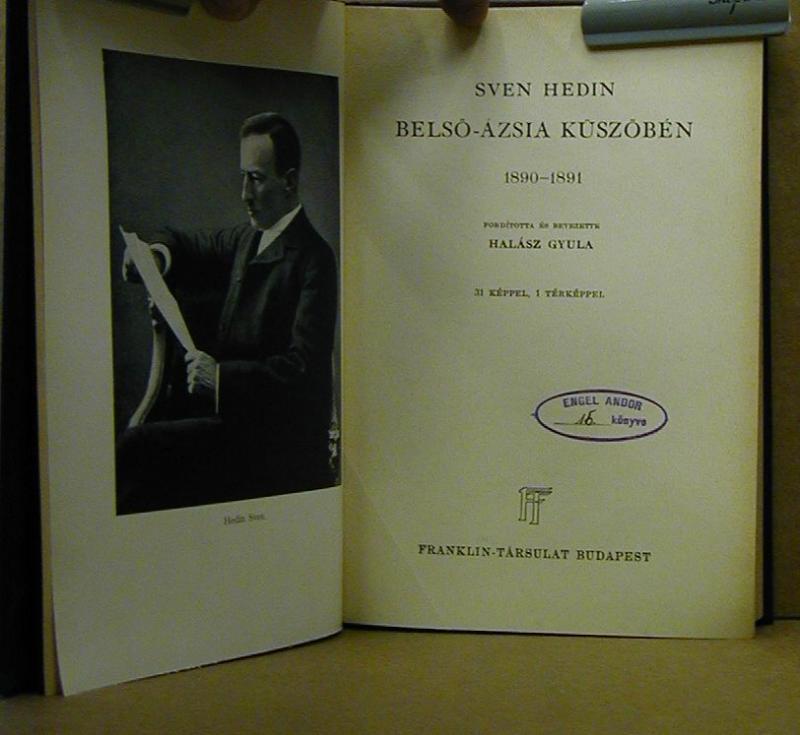 Hedin Sven.
SVEN HEDIN
BELSŐ-ÁZSIA KÜSZÖBÉN
1890–1891
FORDÍTOTTA ÉS BEVEZETTE
HALÁSZ GYULA
31 KÉPPEL, 1 TÉRKÉPPEL
ENGEL ANDOR
15. könyve
FF
FRANKLIN-TÁRSULAT BUDAPEST